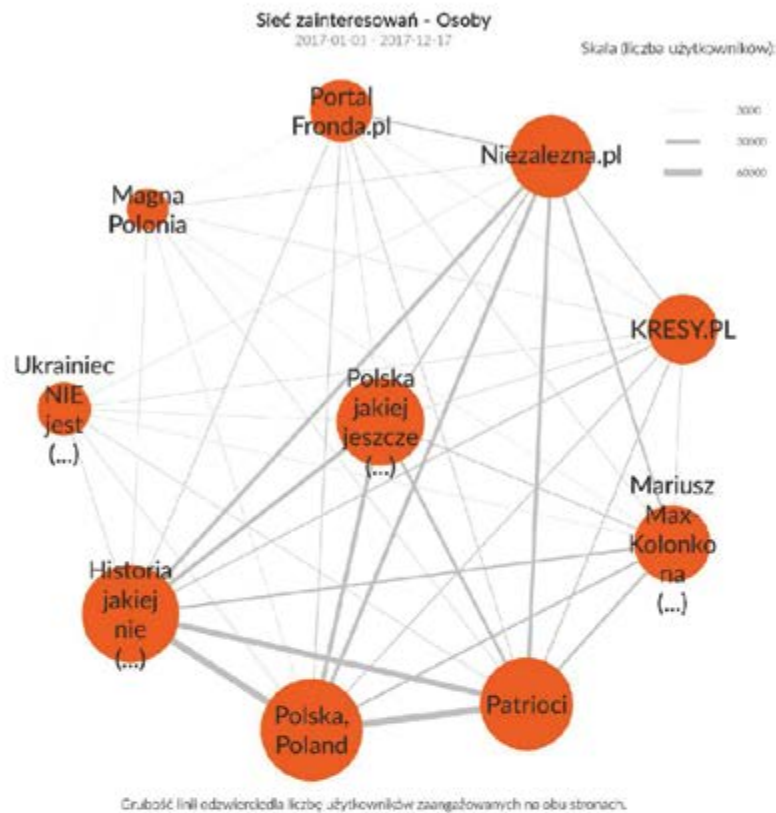 Sieć zainteresowań - Osoby
2017-01-01 - 2017-12-17
Skala (liczba użytkowników):
3000
30000
60000
Portal
Fronda.pl
Niezalezna.pl
Magna
Polonia
KRESY.PL
Ukrainiec
NIE
jest
(...)
Polska
jakiej
jeszcze
(...)
Mariusz
Max-
Kolonko
na
(...)
Historia
jakiej
nie
(...)
Polska,
Poland
Patrioci
Grubość linii odzwierciedla liczbę użytkowników zaangażowanych na obu stronach.